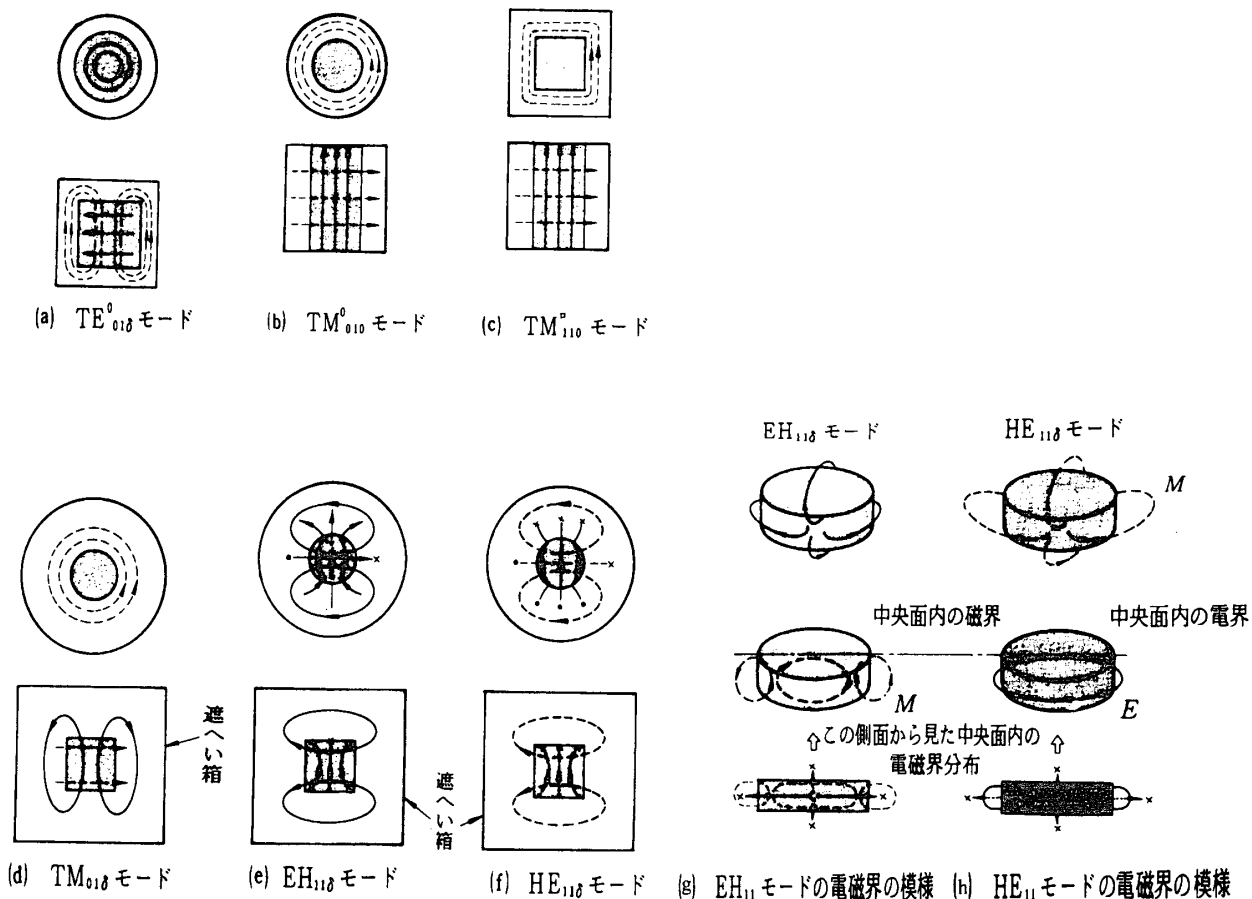 (a) TE⁰₀₁δ モード
(b) TM⁰₀₁₀ モード
(c) TM□₁₁₀ モード
EH₁₁δ モード
HE₁₁δ モード
M
中央面内の磁界
中央面内の電界
M
E
この側面から見た中央面内の
電磁界分布
遮へい箱
遮へい箱
(d) TM₀₁δ モード
(e) EH₁₁δ モード
(f) HE₁₁δ モード
(g) EH₁₁ モードの電磁界の模様
(h) HE₁₁ モードの電磁界の模様